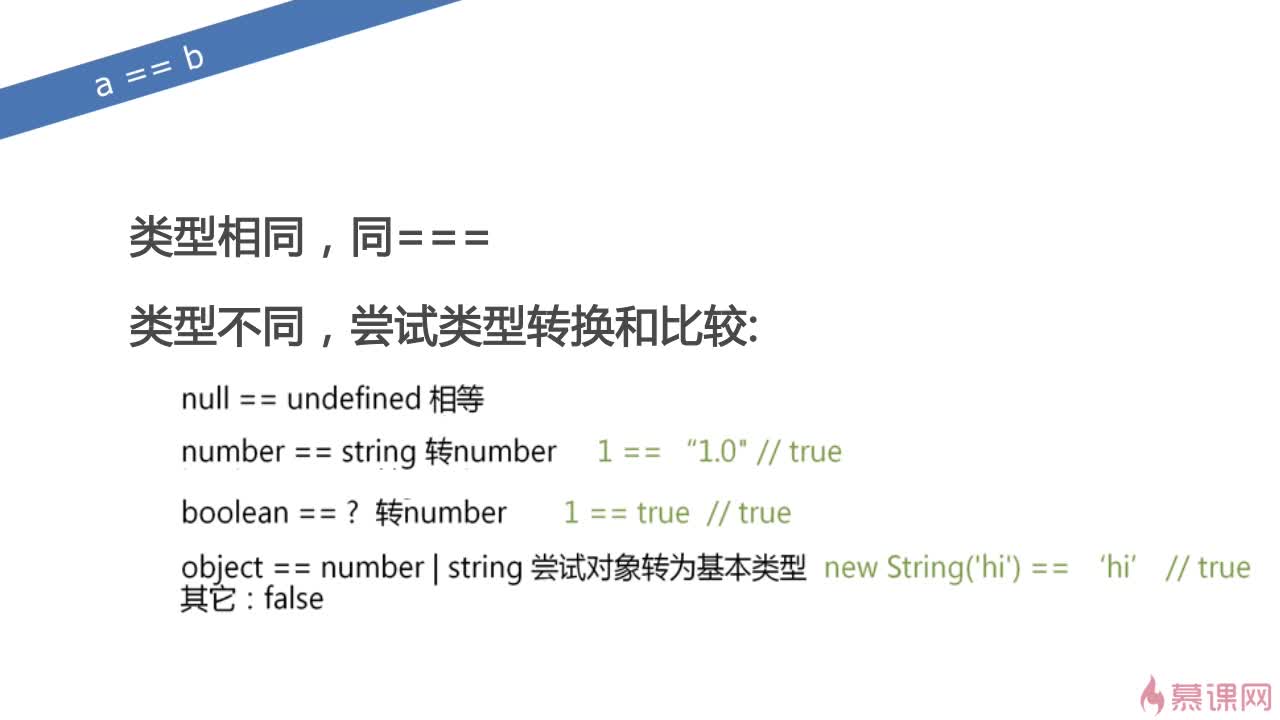 a == b
类型相同，同===
类型不同，尝试类型转换和比较:
null == undefined 相等
number == string 转number 1 == “1.0" // true
boolean == ? 转number 1 == true // true
object == number | string 尝试对象转为基本类型 new String('hi') == ‘hi’ // true
其它：false
慕课网